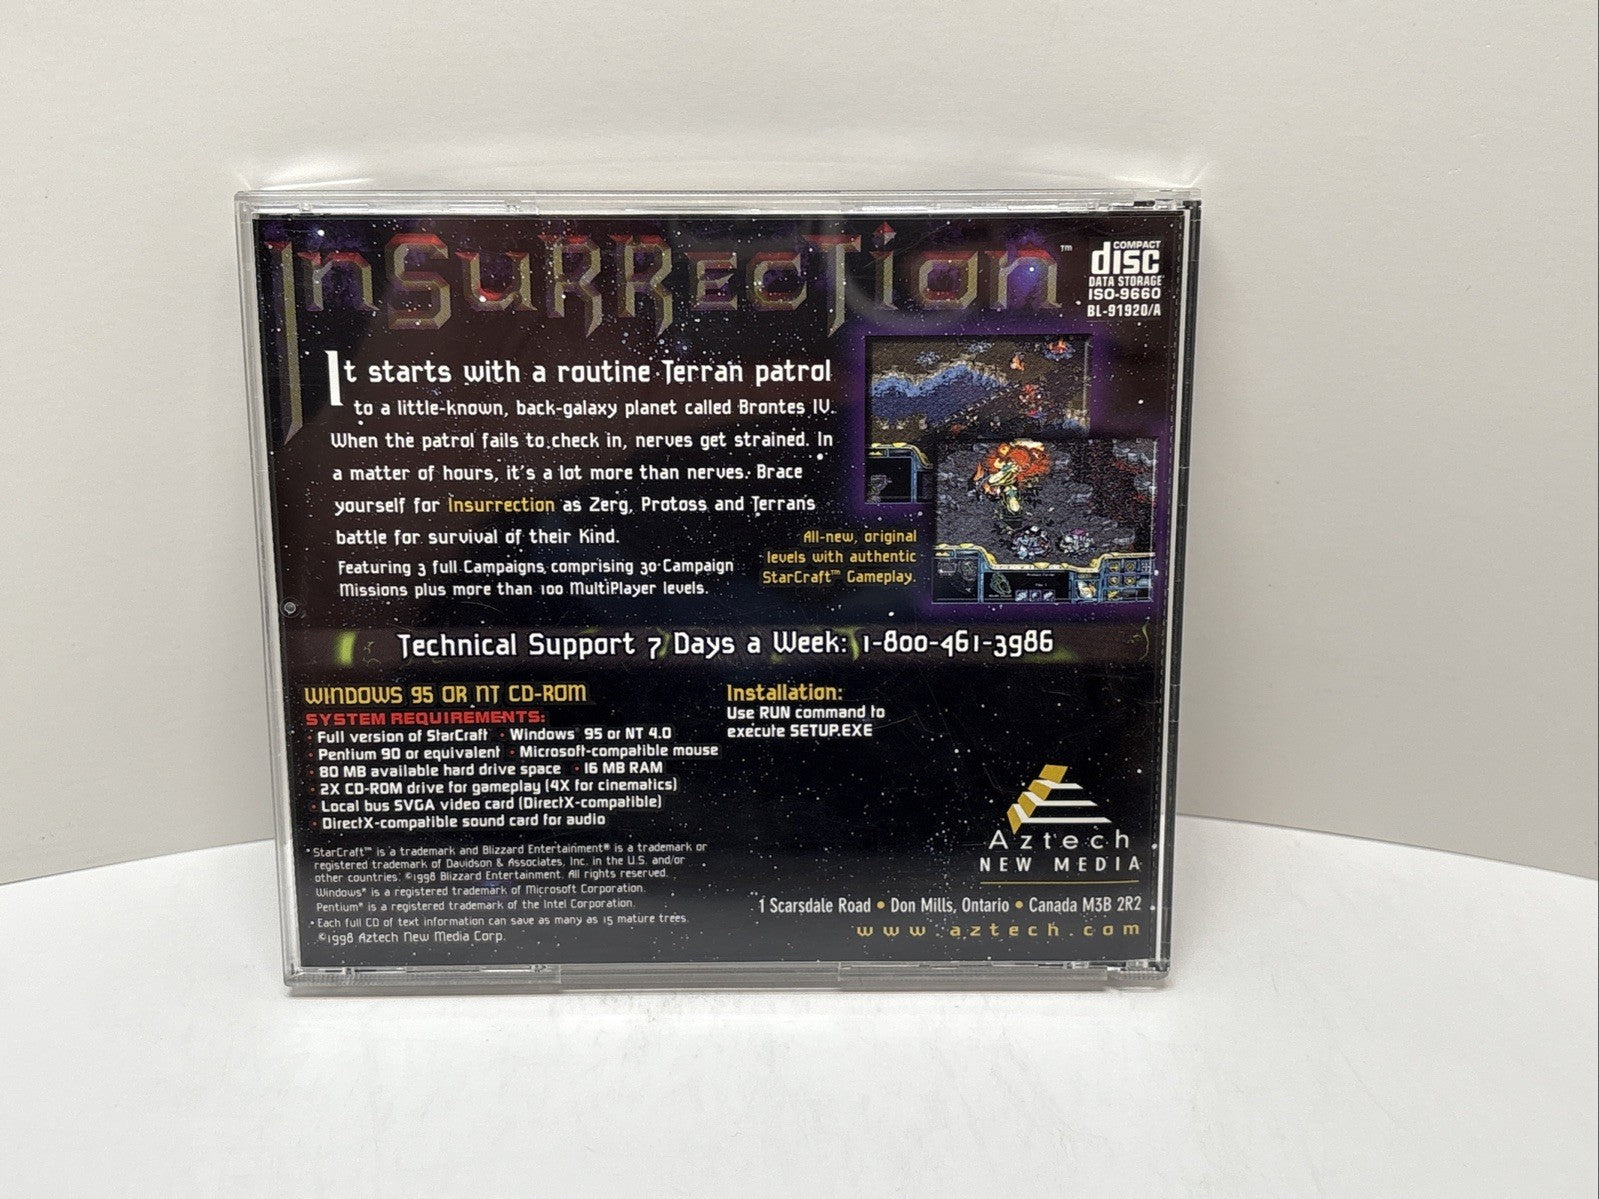 InSuRRecTion™
COMPACT
disc
DATA STORAGE
ISO-9660
BL-91920/A
It starts with a routine Terran patrol
to a little-known, back-galaxy planet called Brontes IV.
When the patrol fails to check in, nerves get strained. In
a matter of hours, it's a lot more than nerves. Brace
yourself for Insurrection as Zerg, Protoss and Terrans
battle for survival of their Kind.
Featuring 3 full Campaigns comprising 30 Campaign
Missions plus more than 100 MultiPlayer levels.
All-new, original
levels with authentic
StarCraft™ Gameplay.
Technical Support 7 Days a Week: 1-800-461-3986
WINDOWS 95 OR NT CD-ROM
SYSTEM REQUIREMENTS:
• Full version of StarCraft • Windows 95 or NT 4.0
• Pentium 90 or equivalent • Microsoft-compatible mouse
• 80 MB available hard drive space • 16 MB RAM
• 2X CD-ROM drive for gameplay (4X for cinematics)
• Local bus SVGA video card (DirectX-compatible)
• DirectX-compatible sound card for audio
Installation:
Use RUN command to
execute SETUP.EXE
• StarCraft™ is a trademark and Blizzard Entertainment® is a trademark or
registered trademark of Davidson & Associates, Inc. in the U.S. and/or
other countries. ©1998 Blizzard Entertainment. All rights reserved.
Windows® is a registered trademark of Microsoft Corporation.
Pentium® is a registered trademark of the Intel Corporation.
• Each full CD of text information can save as many as 15 mature trees.
©1998 Aztech New Media Corp.
Aztech
NEW MEDIA
1 Scarsdale Road • Don Mills, Ontario • Canada M3B 2R2
www.aztech.com